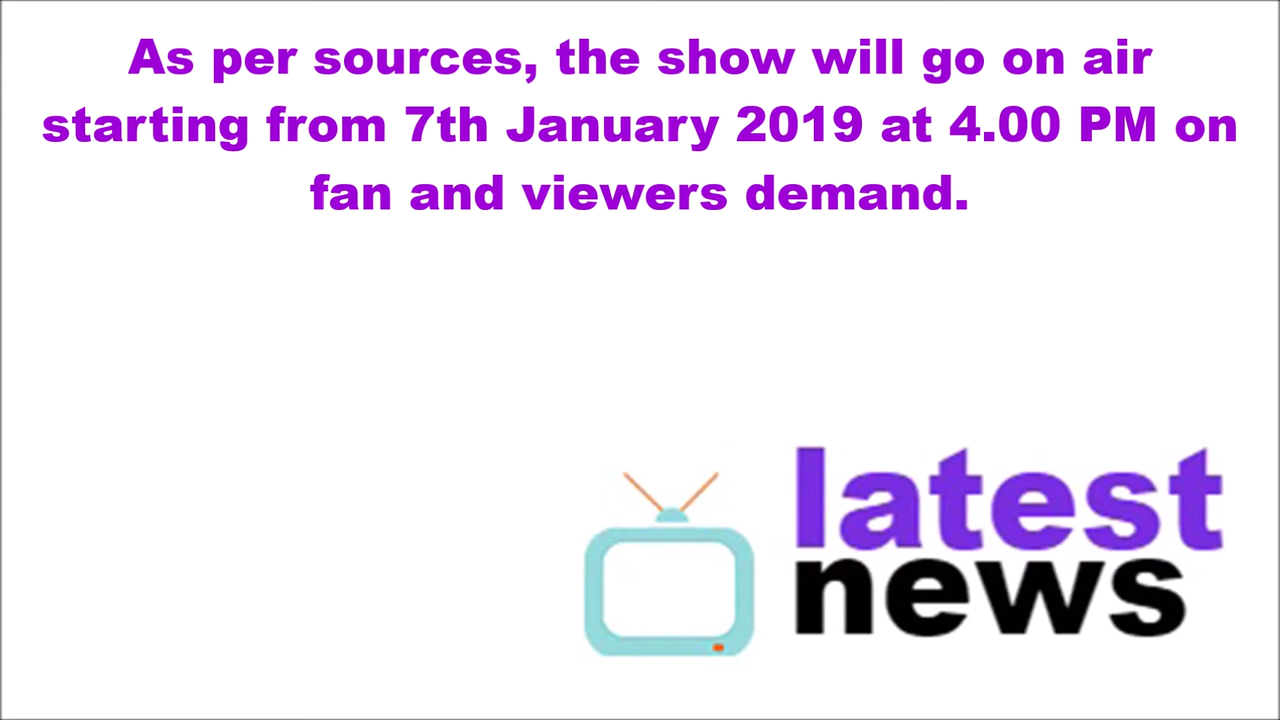 As per sources, the show will go on air
starting from 7th January 2019 at 4.00 PM on
fan and viewers demand.
latest
news